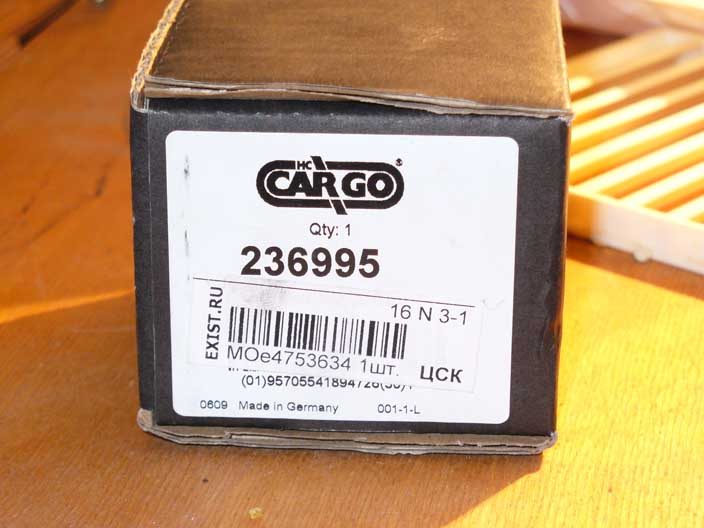 HC
CARGO®
Qty: 1
236995
16 N 3-1
EXIST.RU
MOe4753634 1шт.
ЦСК
(01)95705541894726(30)1
0609 Made in Germany 001-1-L